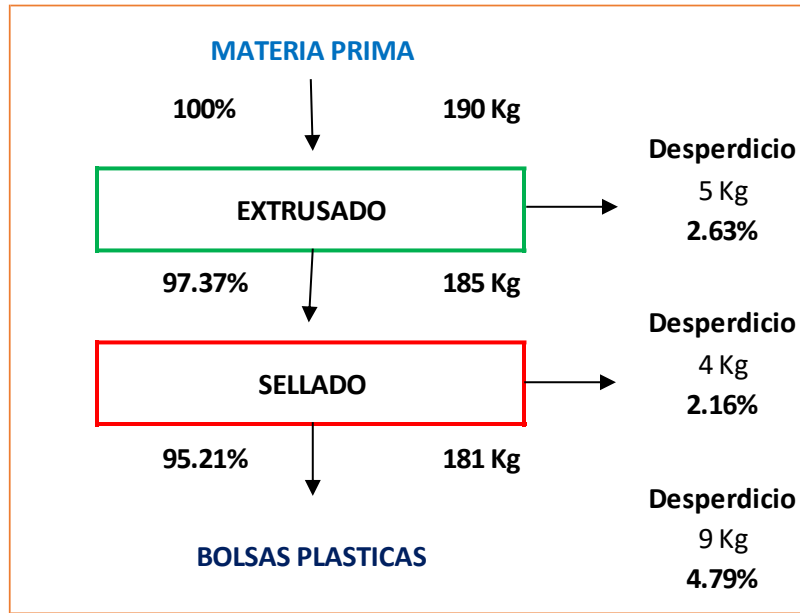 MATERIA PRIMA
100% 190 Kg
Desperdicio
5 Kg
2.63%
EXTRUSADO
97.37% 185 Kg
Desperdicio
4 Kg
2.16%
SELLADO
95.21% 181 Kg
Desperdicio
9 Kg
4.79%
BOLSAS PLASTICAS